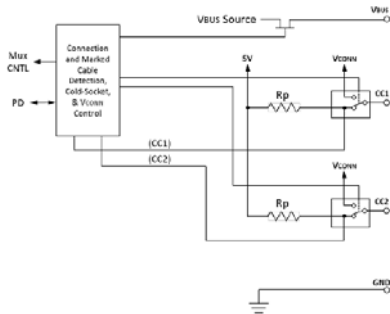 VBUS Source
VBUS
Connection
and Marked
Cable
Detection,
Cold-Socket,
& Vconn
Control
Mux
CNTL
PD
5V
VCONN
Rp
CC1
(CC1)
(CC2)
VCONN
Rp
CC2
GND